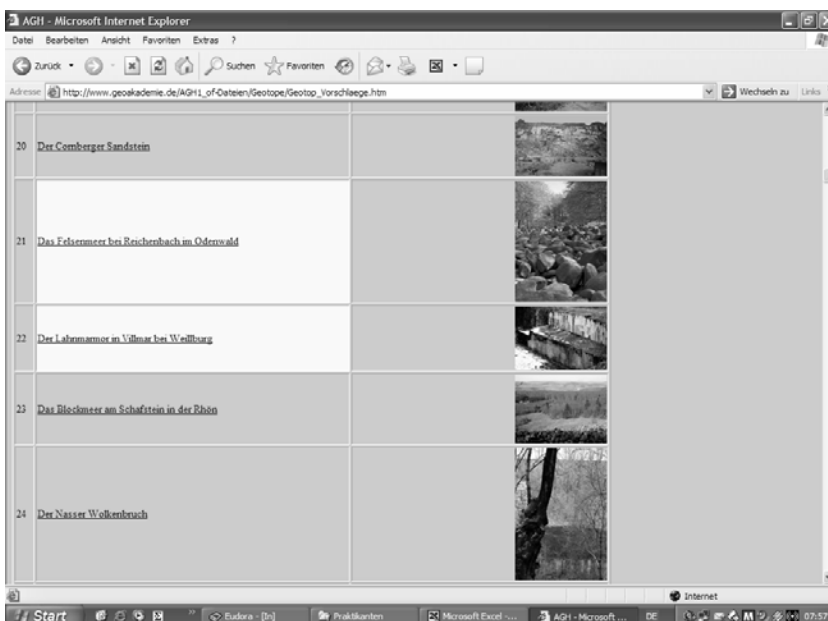 AGH - Microsoft Internet Explorer
Datei Bearbeiten Ansicht Favoriten Extras ?
Zurück Suchen Favoriten
Adresse http://www.geoakademie.de/AGH1_of-Dateien/Geotope/Geotop_Vorschlaege.htm Wechseln zu Links
20 Der Cornberger Sandstein
21 Das Felsenmeer bei Reichenbach im Odenwald
22 Der Lahnmarmor in Villmar bei Weillburg
23 Das Blockmeer am Schafstein in der Rhön
24 Der Nasser Wolkenbruch
Internet
Start Eudora - [In] Praktikanten Microsoft Excel -... AGH - Microsoft ... DE 07:57